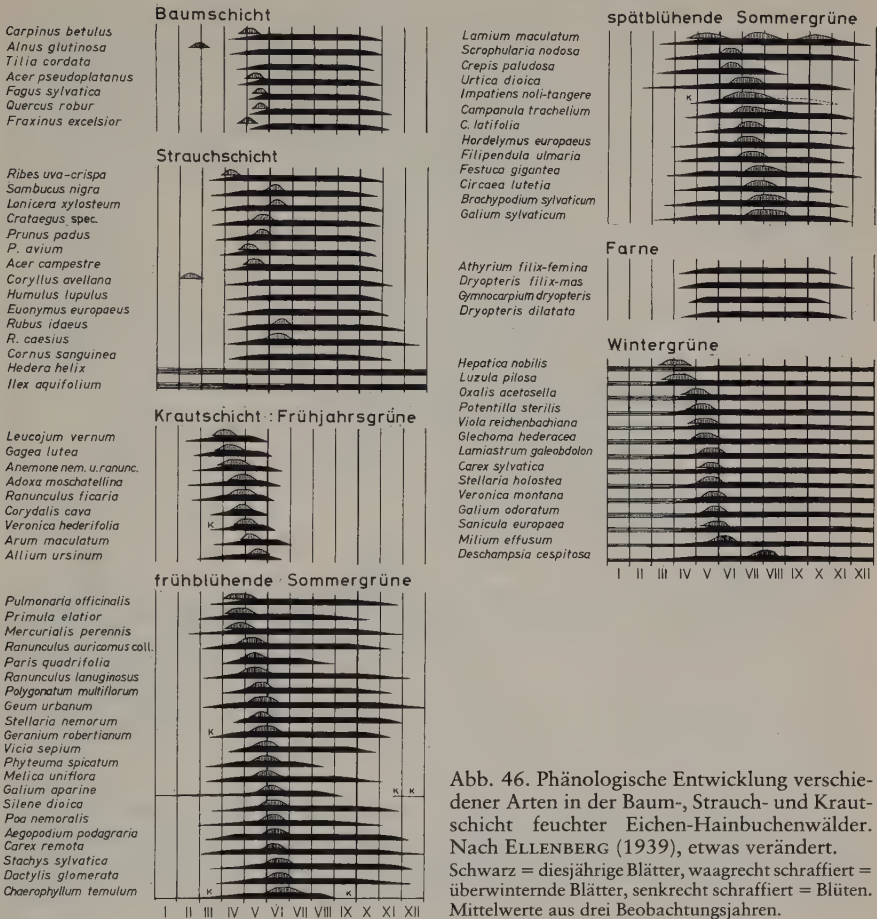 Baumschicht
Carpinus betulus
Alnus glutinosa
Tilia cordata
Acer pseudoplatanus
Fagus sylvatica
Quercus robur
Fraxinus excelsior
Strauchschicht
Ribes uva-crispa
Sambucus nigra
Lonicera xylosteum
Crataegus spec.
Prunus padus
P. avium
Acer campestre
Coryllus avellana
Humulus lupulus
Euonymus europaeus
Rubus idaeus
R. caesius
Cornus sanguinea
Hedera helix
Ilex aquifolium
Krautschicht : Frühjahrsgrüne
Leucojum vernum
Gagea lutea
Anemone nem. u. ranunc.
Adoxa moschatellina
Ranunculus ficaria
Corydalis cava
Veronica hederifolia K
Arum maculatum
Allium ursinum
frühblühende Sommergrüne
Pulmonaria officinalis
Primula elatior
Mercurialis perennis
Ranunculus auricomus coll.
Paris quadrifolia
Ranunculus lanuginosus
Polygonatum multiflorum
Geum urbanum
Stellaria nemorum
Geranium robertianum K
Vicia sepium
Phyteuma spicatum
Melica uniflora
Galium aparine K K
Silene dioica
Poa nemoralis
Aegopodium podagraria
Carex remota
Stachys sylvatica
Dactylis glomerata
Chaerophyllum temulum K K
I II III IV V VI VII VIII IX X XI XII
spätblühende Sommergrüne
Lamium maculatum
Scrophularia nodosa
Crepis paludosa
Urtica dioica
Impatiens noli-tangere K
Campanula trachelium
C. latifolia
Hordelymus europaeus
Filipendula ulmaria
Festuca gigantea
Circaea lutetia
Brachypodium sylvaticum
Galium sylvaticum
Farne
Athyrium filix-femina
Dryopteris filix-mas
Gymnocarpium dryopteris
Dryopteris dilatata
Wintergrüne
Hepatica nobilis
Luzula pilosa
Oxalis acetosella
Potentilla sterilis
Viola reichenbachiana
Glechoma hederacea
Lamiastrum galeobdolon
Carex sylvatica
Stellaria holostea
Veronica montana
Galium odoratum
Sanicula europaea
Milium effusum
Deschampsia cespitosa
I II III IV V VI VII VIII IX X XI XII
Abb. 46. Phänologische Entwicklung verschie-
dener Arten in der Baum-, Strauch- und Kraut-
schicht feuchter Eichen-Hainbuchenwälder.
Nach ELLENBERG (1939), etwas verändert.
Schwarz = diesjährige Blätter, waagrecht schraffiert =
überwinternde Blätter, senkrecht schraffiert = Blüten.
Mittelwerte aus drei Beobachtungsjahren.